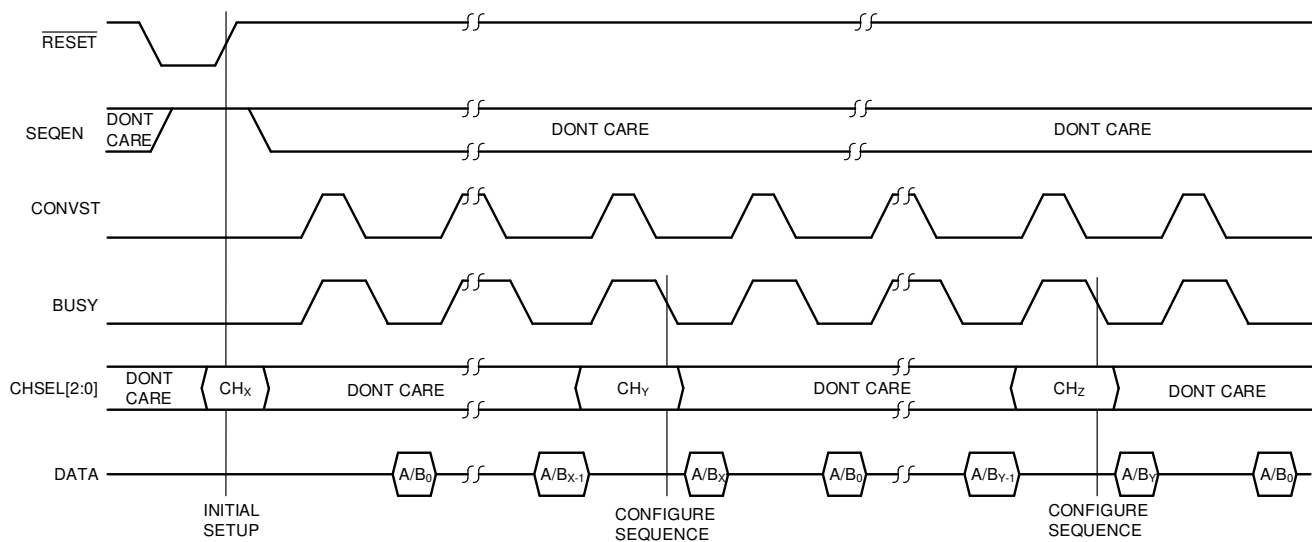 RESET
SEQEN
DONT
CARE
DONT CARE
DONT CARE
CONVST
BUSY
CHSEL[2:0]
DONT
CARE
CHX
DONT CARE
CHY
DONT CARE
CHZ
DONT CARE
DATA
A/B0
A/BX-1
A/BX
A/B0
A/BY-1
A/BY
A/B0
INITIAL
SETUP
CONFIGURE
SEQUENCE
CONFIGURE
SEQUENCE